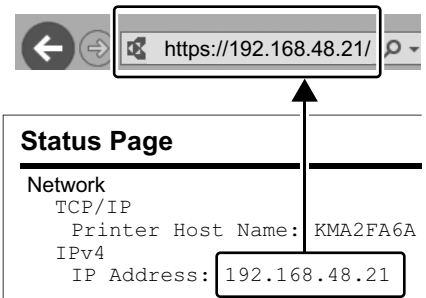 https://192.168.48.21/
Status Page
Network
TCP/IP
Printer Host Name: KMA2FA6A
IPv4
IP Address: 192.168.48.21